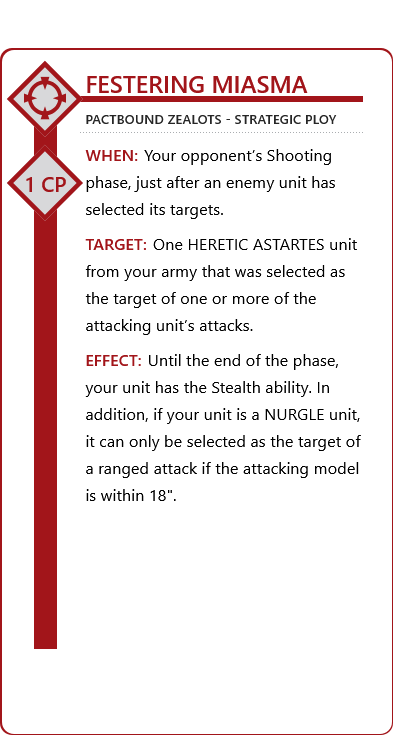 FESTERING MIASMA
PACTBOUND ZEALOTS - STRATEGIC PLOY
1 CP
WHEN: Your opponent’s Shooting
phase, just after an enemy unit has
selected its targets.
TARGET: One HERETIC ASTARTES unit
from your army that was selected as
the target of one or more of the
attacking unit’s attacks.
EFFECT: Until the end of the phase,
your unit has the Stealth ability. In
addition, if your unit is a NURGLE unit,
it can only be selected as the target of
a ranged attack if the attacking model
is within 18".